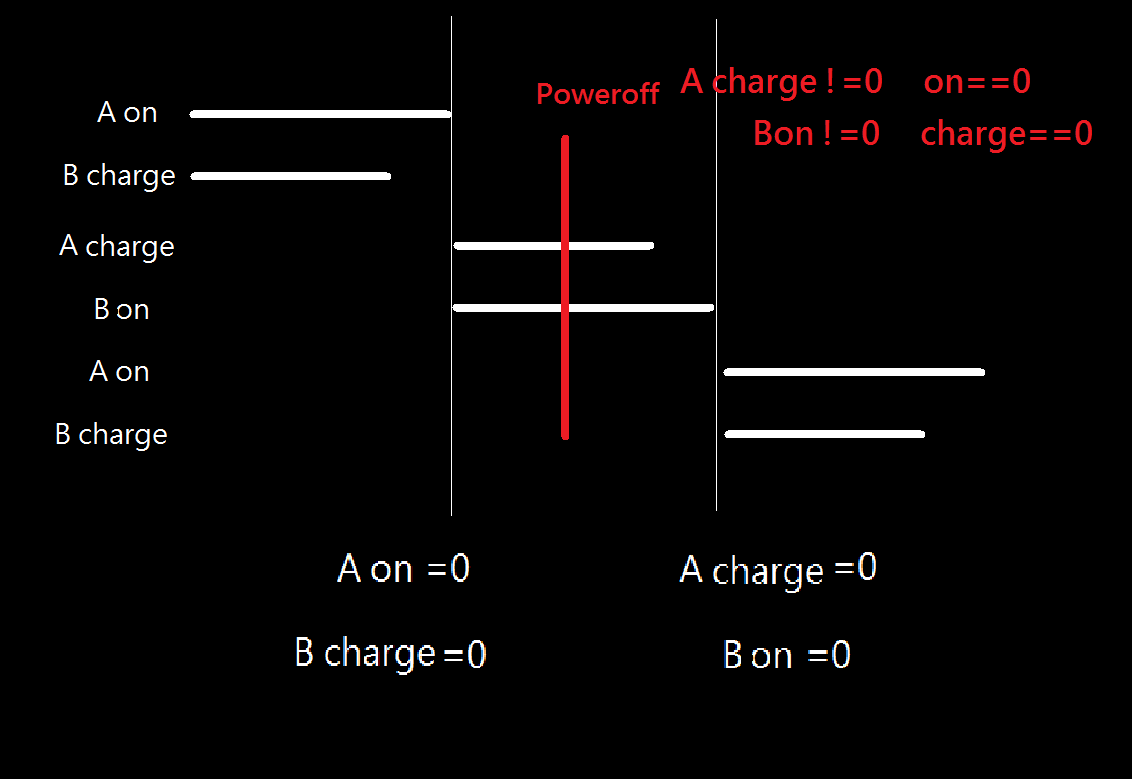 A on
B charge
A charge
B on
A on
B charge
Poweroff
A charge!=0 on==0
Bon!=0 charge==0
A on =0
B charge=0
A charge=0
B on =0